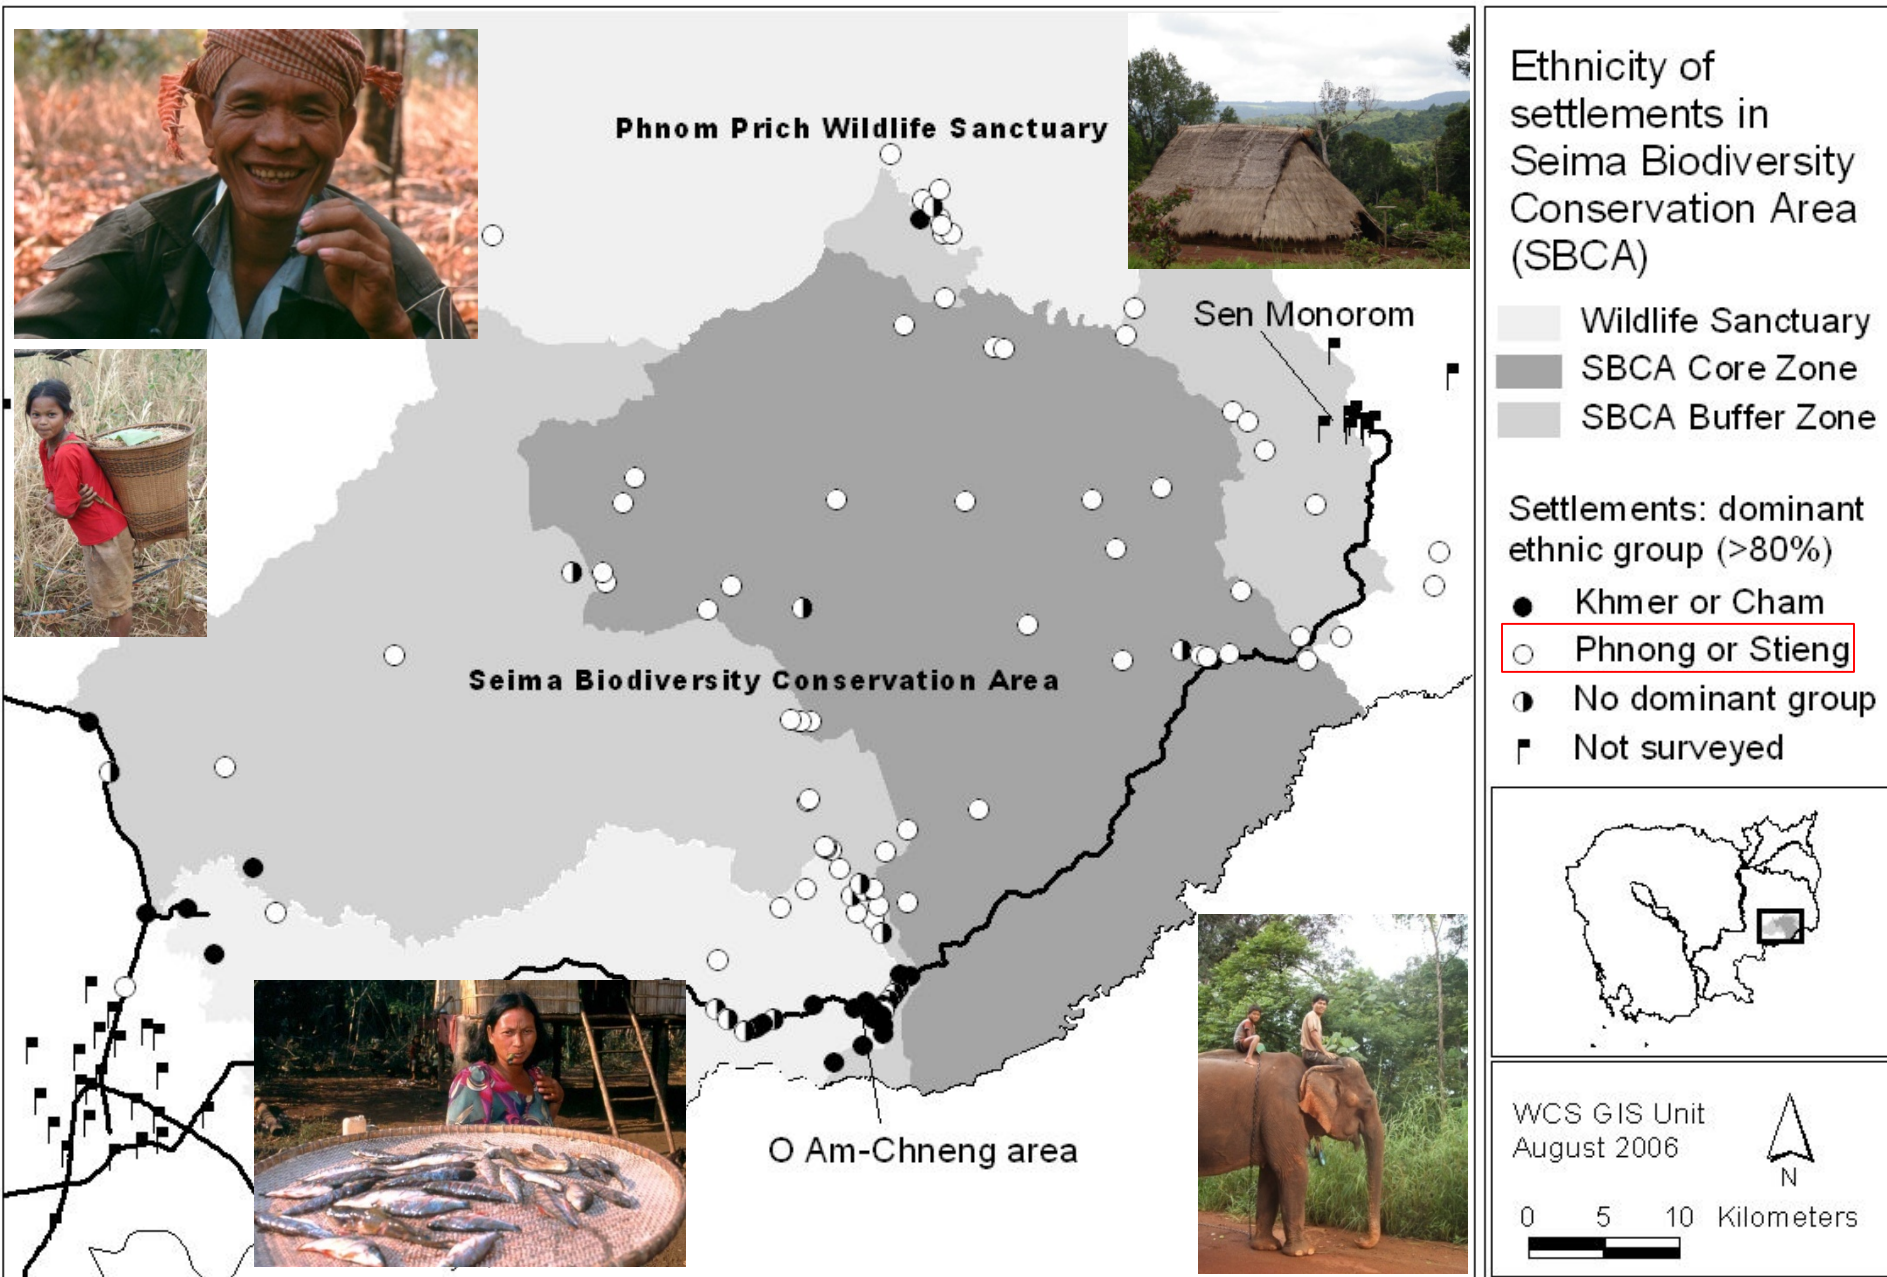 Phnom Prich Wildlife Sanctuary
Sen Monorom
Seima Biodiversity Conservation Area
O Am-Chneng area
Ethnicity of
settlements in
Seima Biodiversity
Conservation Area
(SBCA)
Wildlife Sanctuary
SBCA Core Zone
SBCA Buffer Zone
Settlements: dominant
ethnic group (>80%)
Khmer or Cham
Phnong or Stieng
No dominant group
Not surveyed
WCS GIS Unit
August 2006
N
0 5 10 Kilometers